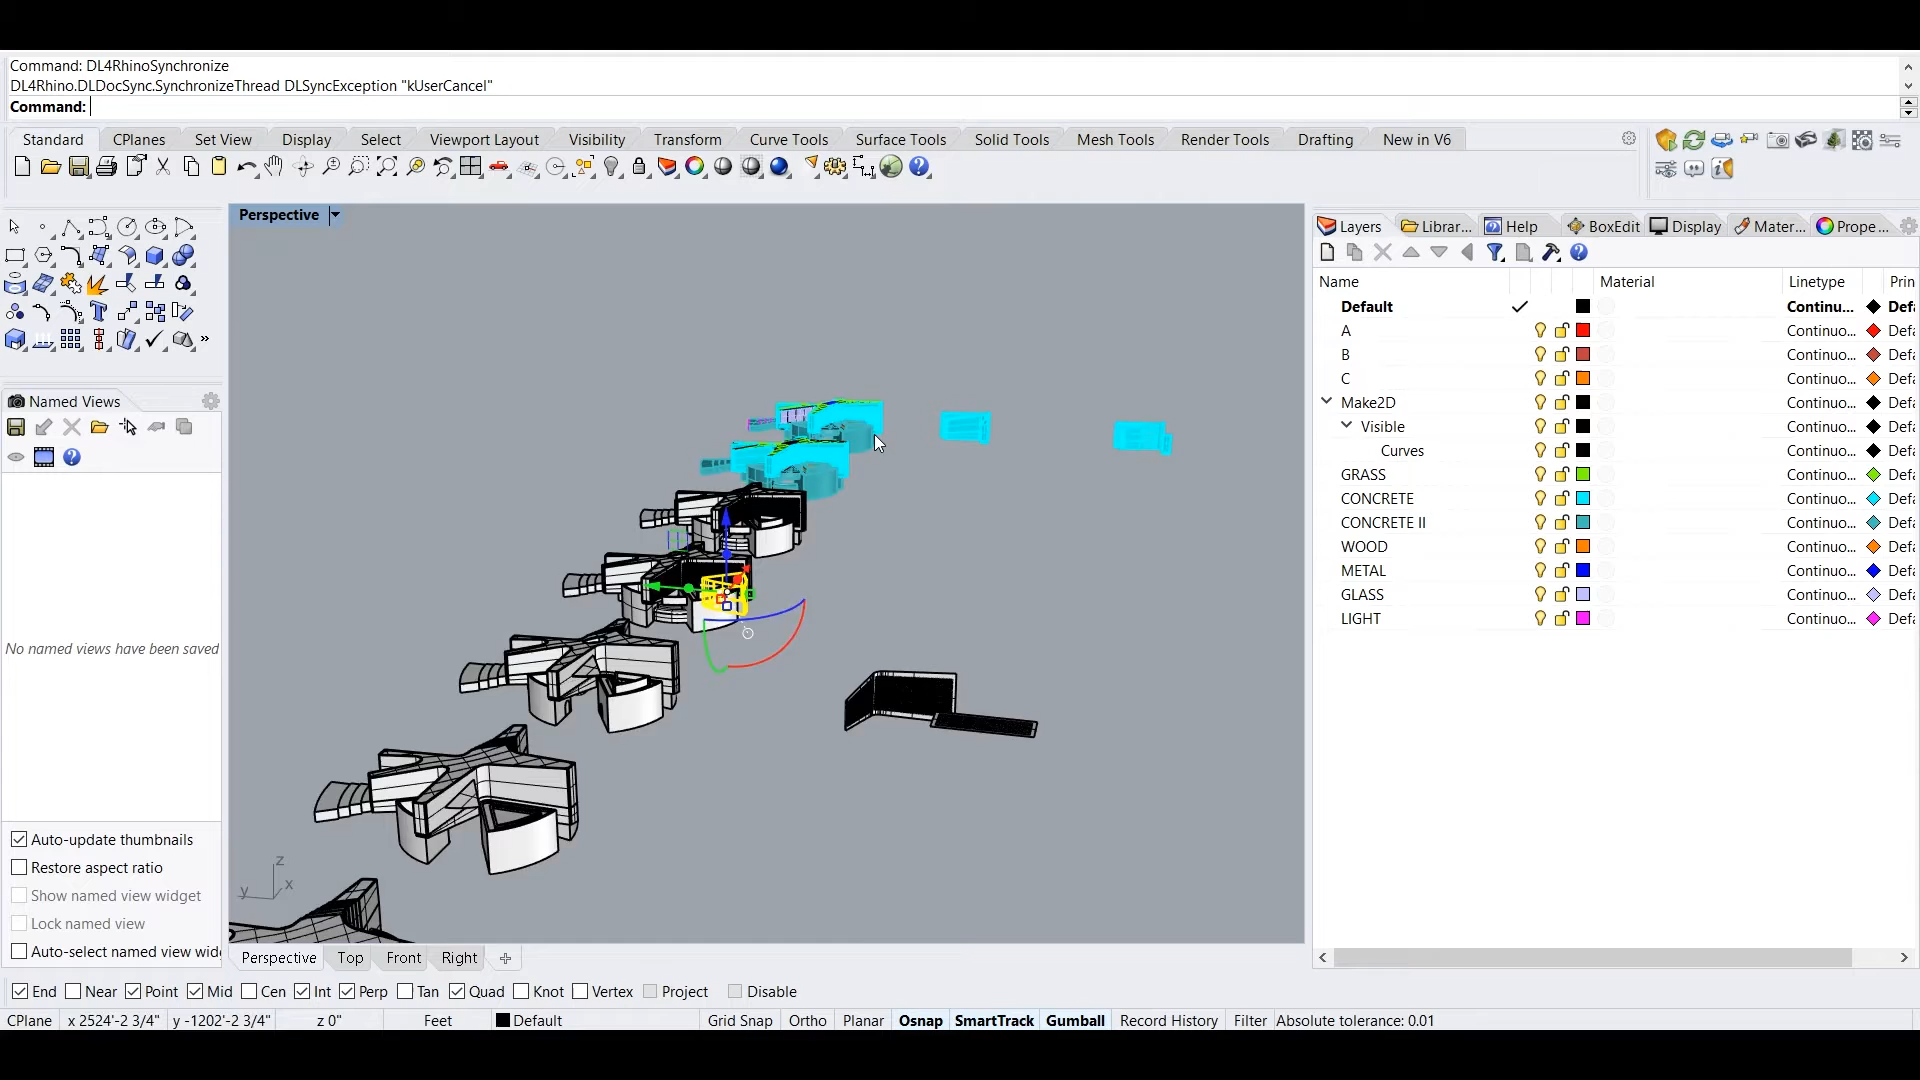 Command: DL4RhinoSynchronize
DL4Rhino.DLDocSync.SynchronizeThread DLSyncException "kUserCancel"
Command:
Standard CPlanes Set View Display Select Viewport Layout Visibility Transform Curve Tools Surface Tools Solid Tools Mesh Tools Render Tools Drafting New in V6
Perspective
Named Views
No named views have been saved
Auto-update thumbnails
Restore aspect ratio
Show named view widget
Lock named view
Auto-select named view wid
z
y x
Perspective Top Front Right
Layers Librar... Help BoxEdit Display Mater... Prope...
Name Material Linetype Prin
Default Continu... Defa
A Continuo... Defa
B Continuo... Defa
C Continuo... Defa
Make2D Continuo... Defa
Visible Continuo... Defa
Curves Continuo... Defa
GRASS Continuo... Defa
CONCRETE Continuo... Defa
CONCRETE II Continuo... Defa
WOOD Continuo... Defa
METAL Continuo... Defa
GLASS Continuo... Defa
LIGHT Continuo... Defa
End Near Point Mid Cen Int Perp Tan Quad Knot Vertex Project Disable
CPlane x 2524'-2 3/4" y -1202'-2 3/4" z 0" Feet Default Grid Snap Ortho Planar Osnap SmartTrack Gumball Record History Filter Absolute tolerance: 0.01